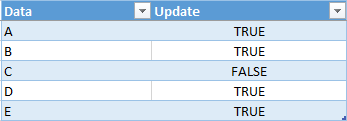 Data Update
A TRUE
B TRUE
C FALSE
D TRUE
E TRUE